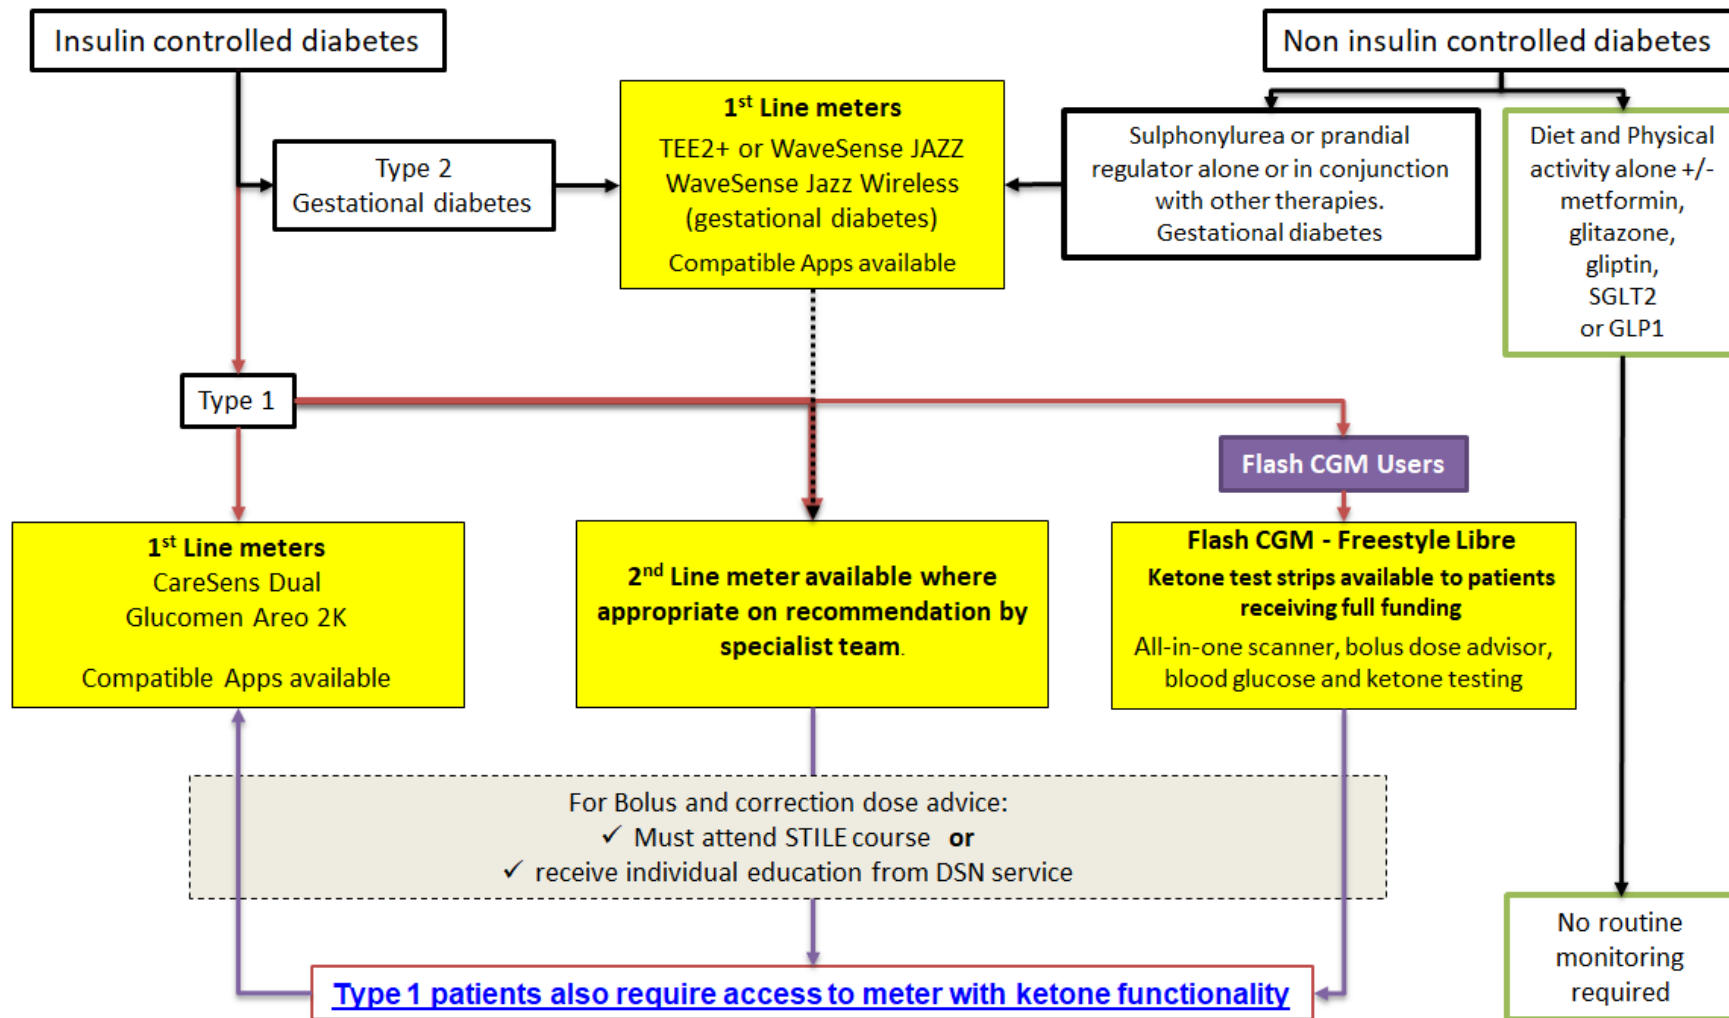 Insulin controlled diabetes
Non insulin controlled diabetes
1st Line meters
TEE2+ or WaveSense JAZZ
WaveSense Jazz Wireless
(gestational diabetes)
Compatible Apps available
Type 2
Gestational diabetes
Sulphonylurea or prandial
regulator alone or in conjunction
with other therapies.
Gestational diabetes
Diet and Physical
activity alone +/-
metformin,
glitazone,
gliptin,
SGLT2
or GLP1
Type 1
Flash CGM Users
1st Line meters
CareSens Dual
Glucomen Areo 2K
Compatible Apps available
2nd Line meter available where
appropriate on recommendation by
specialist team.
Flash CGM - Freestyle Libre
Ketone test strips available to patients
receiving full funding
All-in-one scanner, bolus dose advisor,
blood glucose and ketone testing
For Bolus and correction dose advice:
✓ Must attend STILE course or
✓ receive individual education from DSN service
No routine
monitoring
required
Type 1 patients also require access to meter with ketone functionality